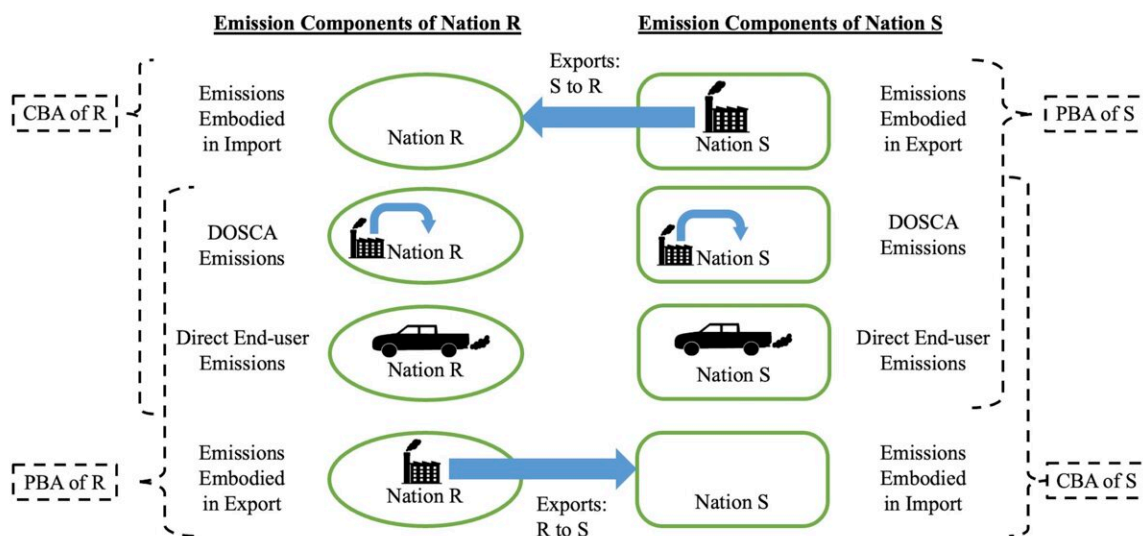 Emission Components of Nation R
Emission Components of Nation S
Exports:
S to R
CBA of R
Emissions
Embodied
in Import
Nation R
Nation S
Emissions
Embodied
in Export
PBA of S
DOSCA
Emissions
Nation R
Nation S
DOSCA
Emissions
Direct End-user
Emissions
Nation R
Nation S
Direct End-user
Emissions
PBA of R
Emissions
Embodied
in Export
Nation R
Exports:
R to S
Nation S
Emissions
Embodied
in Import
CBA of S